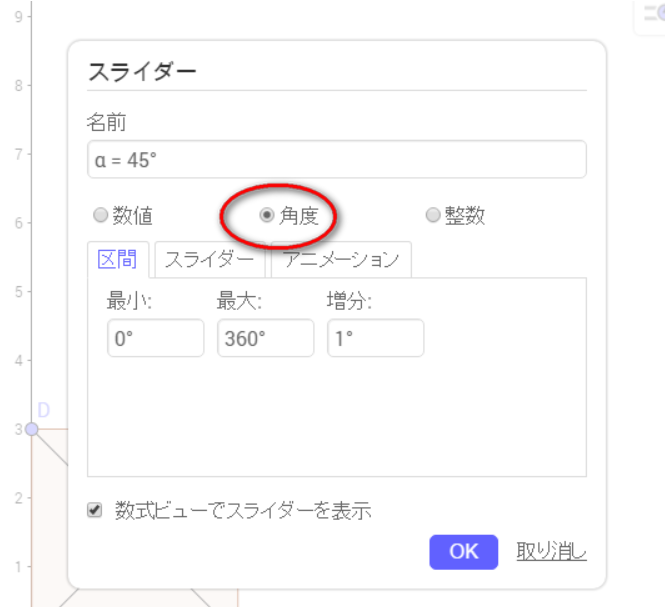 9
スライダー
8
名前
7
α = 45°
6
数値 角度 整数
区間 スライダー アニメーション
5
最小: 最大: 増分:
0° 360° 1°
4
D
3
2
数式ビューでスライダーを表示
OK 取り消し
1